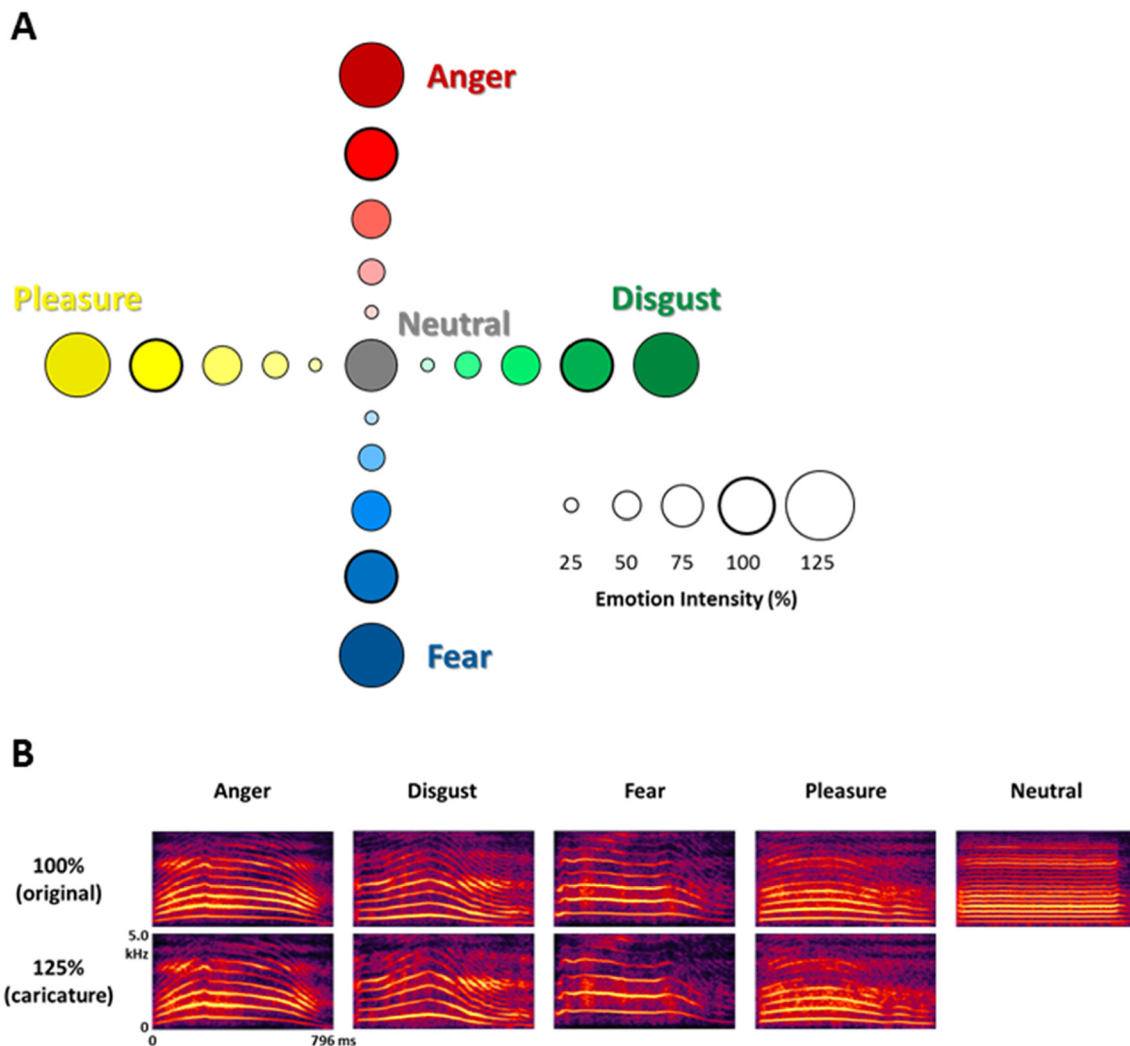 A
Anger
Pleasure
Neutral
Disgust
25 50 75 100 125
Emotion Intensity (%)
Fear
B
Anger Disgust Fear Pleasure Neutral
100%
(original)
5.0
kHz
125%
(caricature)
0
0 796 ms